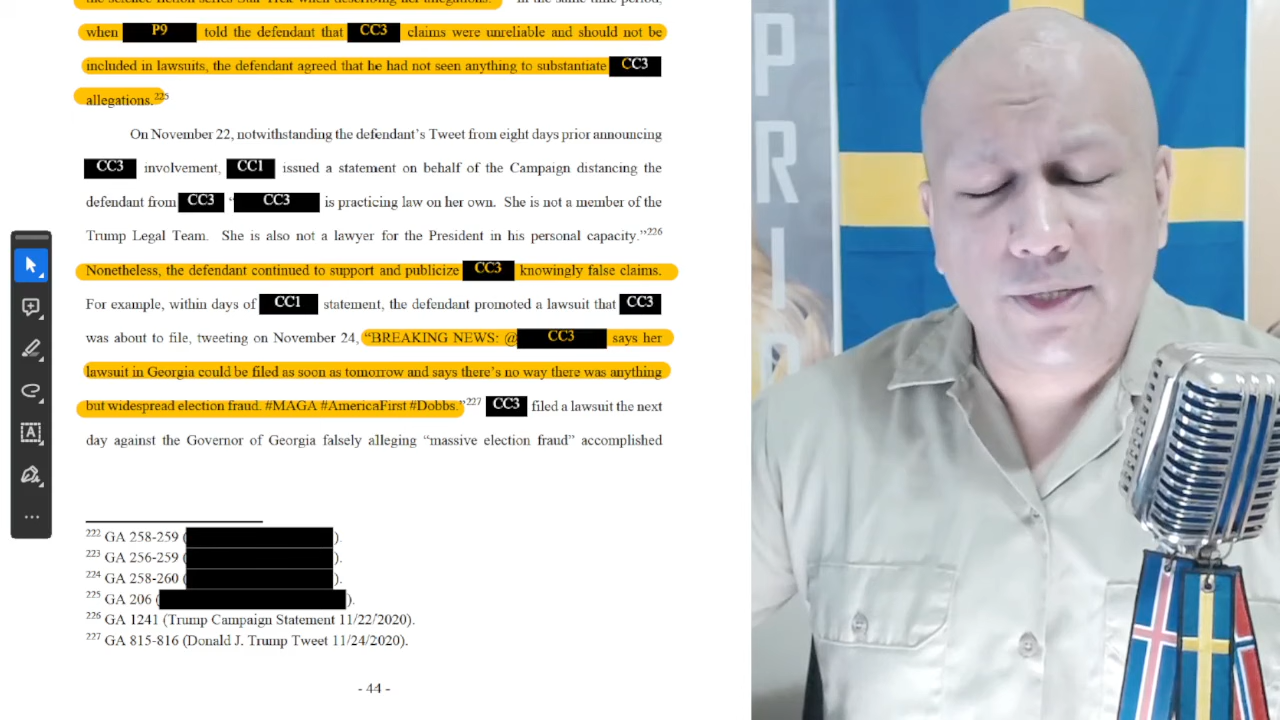 the science fiction series Star Trek when describing her allegations. In the same time period,
when P9 told the defendant that CC3 claims were unreliable and should not be
included in lawsuits, the defendant agreed that he had not seen anything to substantiate CC3
allegations.225
On November 22, notwithstanding the defendant's Tweet from eight days prior announcing
CC3 involvement, CC1 issued a statement on behalf of the Campaign distancing the
defendant from CC3 “ CC3 is practicing law on her own. She is not a member of the
Trump Legal Team. She is also not a lawyer for the President in his personal capacity.”226
Nonetheless, the defendant continued to support and publicize CC3 knowingly false claims.
For example, within days of CC1 statement, the defendant promoted a lawsuit that CC3
was about to file, tweeting on November 24, “BREAKING NEWS: @ CC3 says her
lawsuit in Georgia could be filed as soon as tomorrow and says there's no way there was anything
but widespread election fraud. #MAGA #AmericaFirst #Dobbs.”227 CC3 filed a lawsuit the next
day against the Governor of Georgia falsely alleging “massive election fraud” accomplished
222 GA 258-259 ( ).
223 GA 256-259 ( ).
224 GA 258-260 ( ).
225 GA 206 ( ).
226 GA 1241 (Trump Campaign Statement 11/22/2020).
227 GA 815-816 (Donald J. Trump Tweet 11/24/2020).
- 44 -
P
R
I